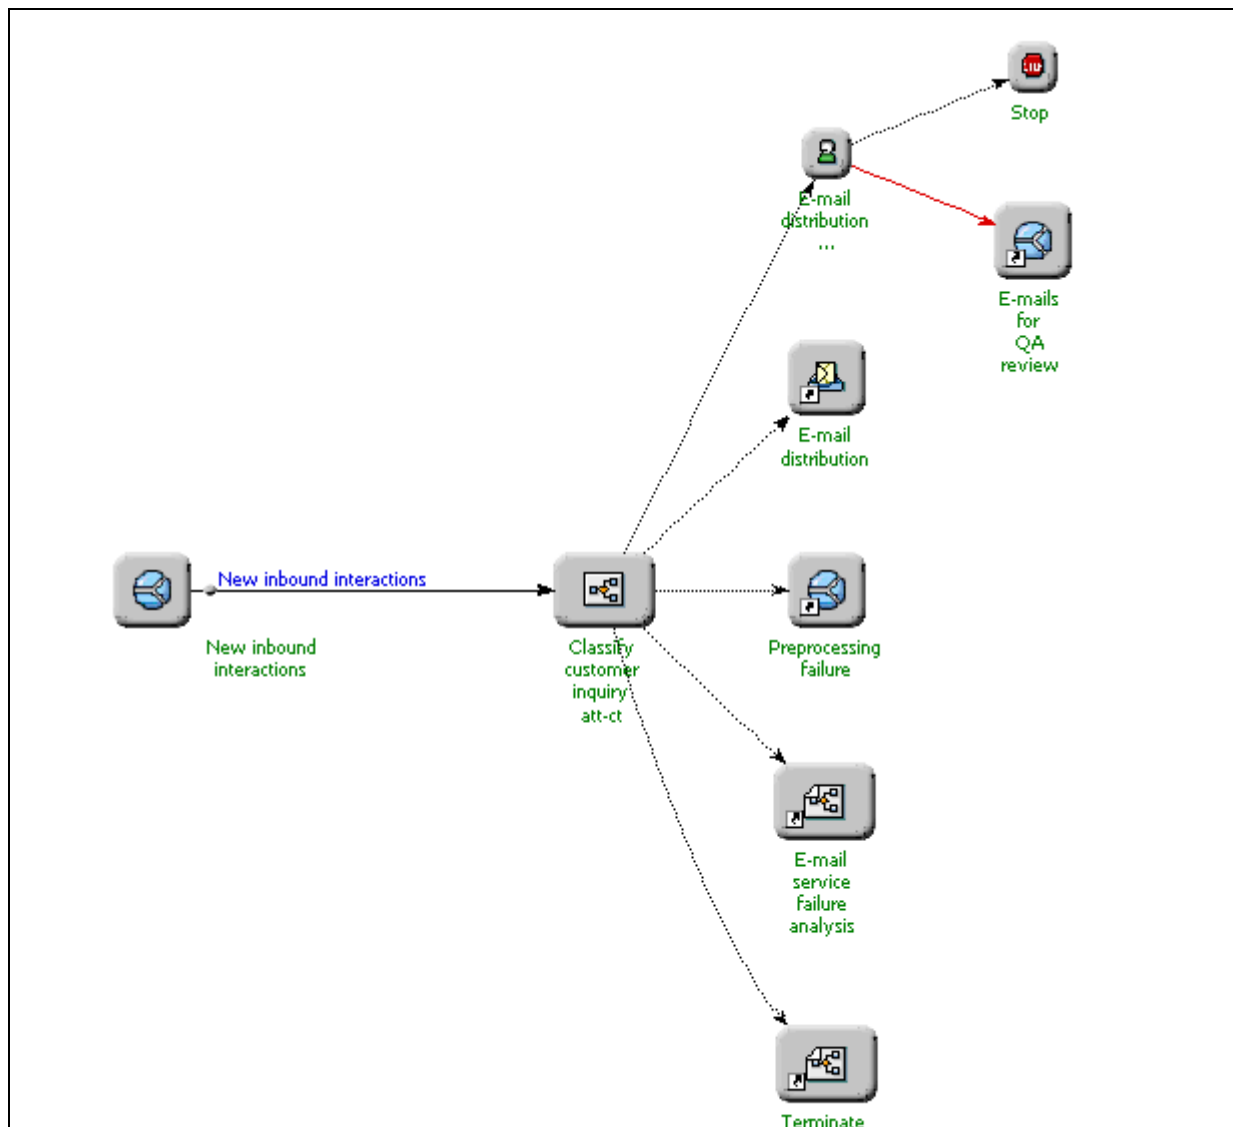 Stop
E-mail
distribution
...
E-mails
for
QA
review
E-mail
distribution
New inbound interactions
New inbound
interactions
Classify
customer
inquiry
att-ct
Preprocessing
failure
E-mail
service
failure
analysis
Terminate